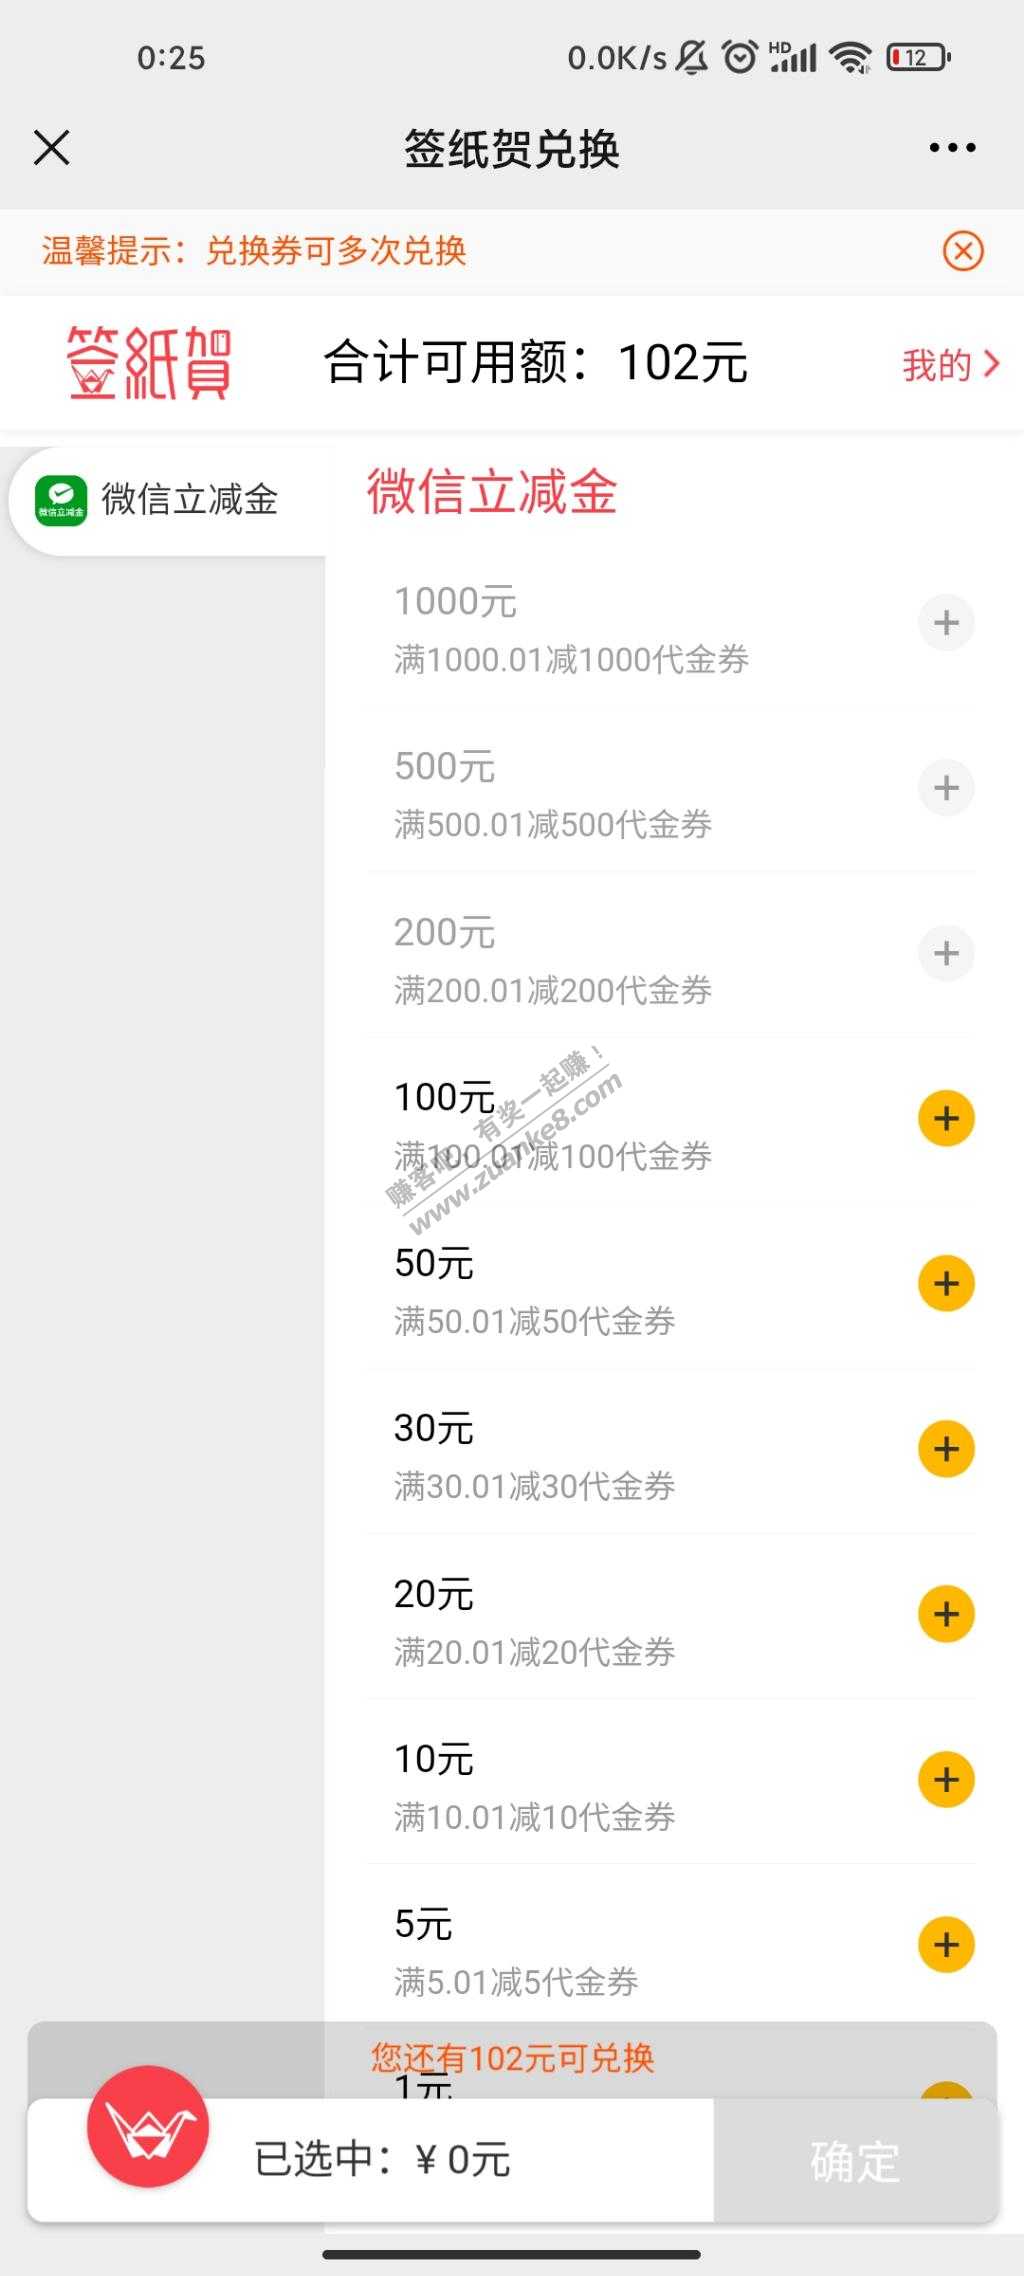 0:25
0.0K/s HD 12
签纸贺兑换
温馨提示：兑换券可多次兑换
签紙賀
合计可用额：102元
我的
微信立减金
微信立减金
微信立减金
1000元
满1000.01减1000代金券
500元
满500.01减500代金券
200元
满200.01减200代金券
100元
满100.01减100代金券
赚客吧，有奖一起赚！
www.zuanke8.com
50元
满50.01减50代金券
30元
满30.01减30代金券
20元
满20.01减20代金券
10元
满10.01减10代金券
5元
满5.01减5代金券
您还有102元可兑换
1元
已选中：¥ 0元
确定